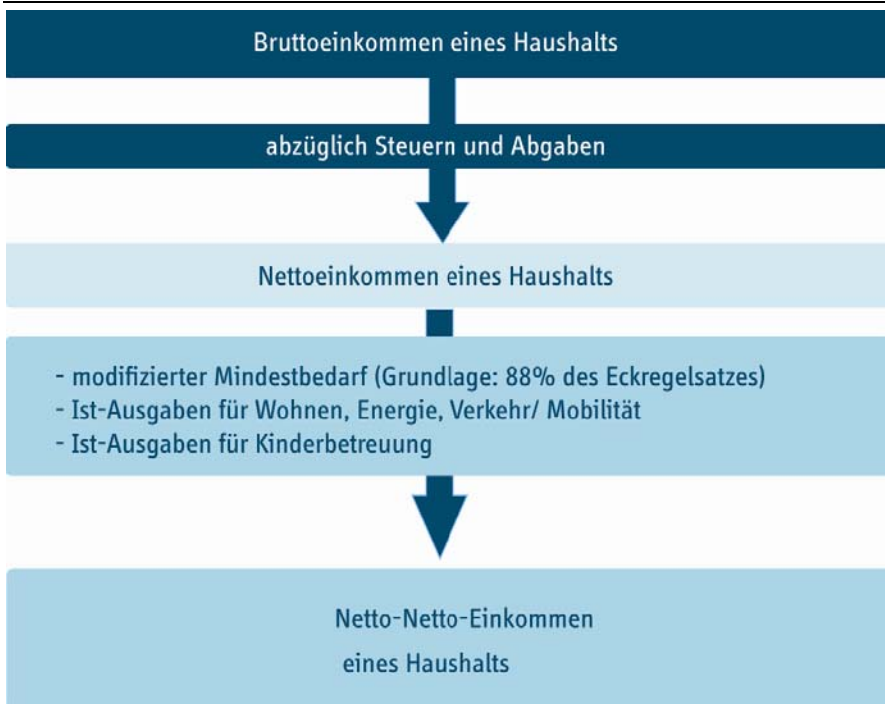 Bruttoeinkommen eines Haushalts
abzüglich Steuern und Abgaben
Nettoeinkommen eines Haushalts
- modifizierter Mindestbedarf (Grundlage: 88% des Eckregelsatzes)
- Ist-Ausgaben für Wohnen, Energie, Verkehr/ Mobilität
- Ist-Ausgaben für Kinderbetreuung
Netto-Netto-Einkommen
eines Haushalts